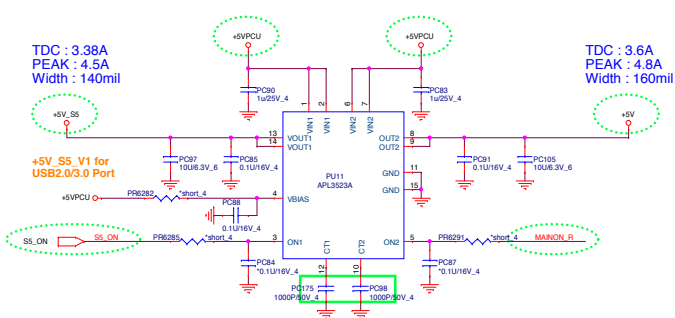 +5VPCU
+5VPCU
TDC : 3.38A
PEAK : 4.5A
Width : 140mil
TDC : 3.6A
PEAK : 4.8A
Width : 160mil
PC90
1u/25V_4
PC83
1u/25V_4
1
2
6
7
VIN1
VIN1
VIN2
VIN2
+5V_S5
+5V
13
14
VOUT1
VOUT1
OUT2
OUT2
8
9
+5V_S5_V1 for
USB2.0/3.0 Port
PC97
10U/6.3V_6
PC85
0.1U/16V_4
PU11
APL3523A
PC91
0.1U/16V_4
PC105
10U/6.3V_6
GND
11
GND
15
+5VPCU
PR6282
*short_4
4
VBIAS
PC88
0.1U/16V_4
S5_ON
S5_ON
PR6285
*short_4
3
ON1
ON2
5
PR6291
*short_4
MAINON_R
CT1
CT2
12
10
PC84
*0.1U/16V_4
PC87
*0.1U/16V_4
PC175
1000P/50V_4
PC98
1000P/50V_4